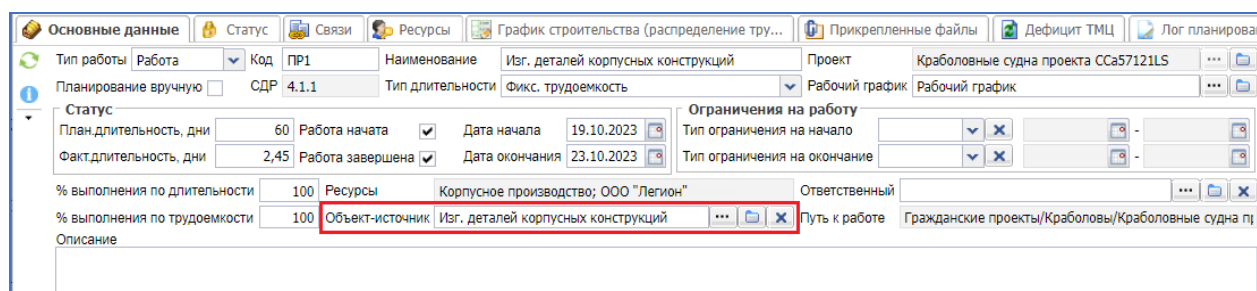 Основные данные Статус Связи Ресурсы График строительства (распределение тру... Прикрепленные файлы Дефицит ТМЦ Лог планирова
Тип работы Работа Код ПР1 Наименование Изг. деталей корпусных конструкций Проект Краболовные судна проекта ССа57121LS ...
Планирование вручную СДР 4.1.1 Тип длительности Фикс. трудоемкость Рабочий график Рабочий график ...
Статус Ограничения на работу
План.длительность, дни 60 Работа начата Дата начала 19.10.2023 Тип ограничения на начало -
Факт.длительность, дни 2,45 Работа завершена Дата окончания 23.10.2023 Тип ограничения на окончание -
% выполнения по длительности 100 Ресурсы Корпусное производство; ООО "Легион" Ответственный ...
% выполнения по трудоемкости 100 Объект-источник Изг. деталей корпусных конструкций ... Путь к работе Гражданские проекты/Краболовы/Краболовные судна пр
Описание